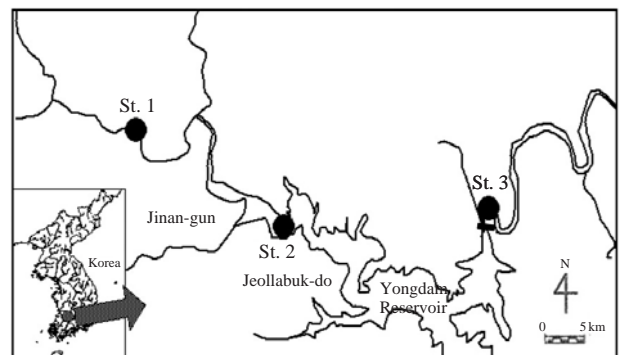 St. 1
St. 3
Jinan-gun
St. 2
Korea
Jeollabuk-do
Yongdam
Reservoir
N
0 5 km